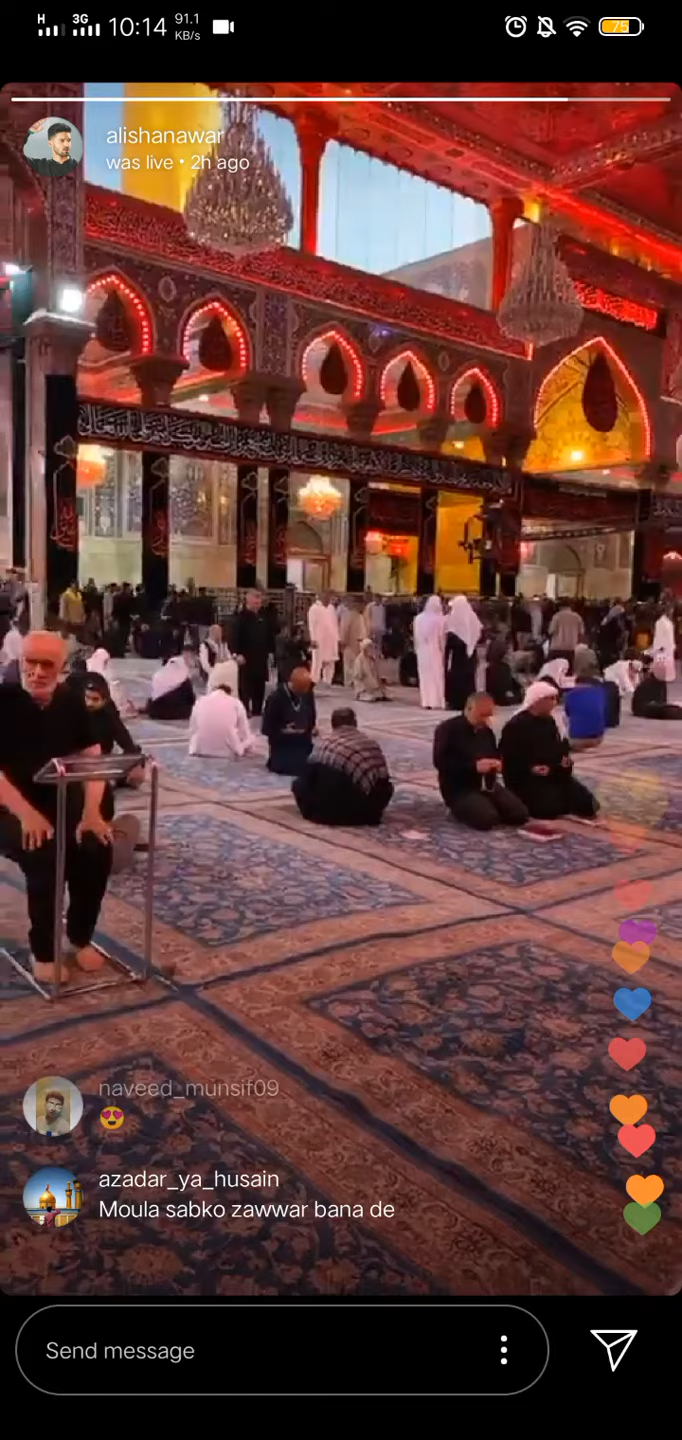 H 3G 10:14 91.1 KB/s 75
alishanawar
was live • 2h ago
naveed_munsif09
😍
azadar_ya_husain
Moula sabko zawwar bana de
Send message